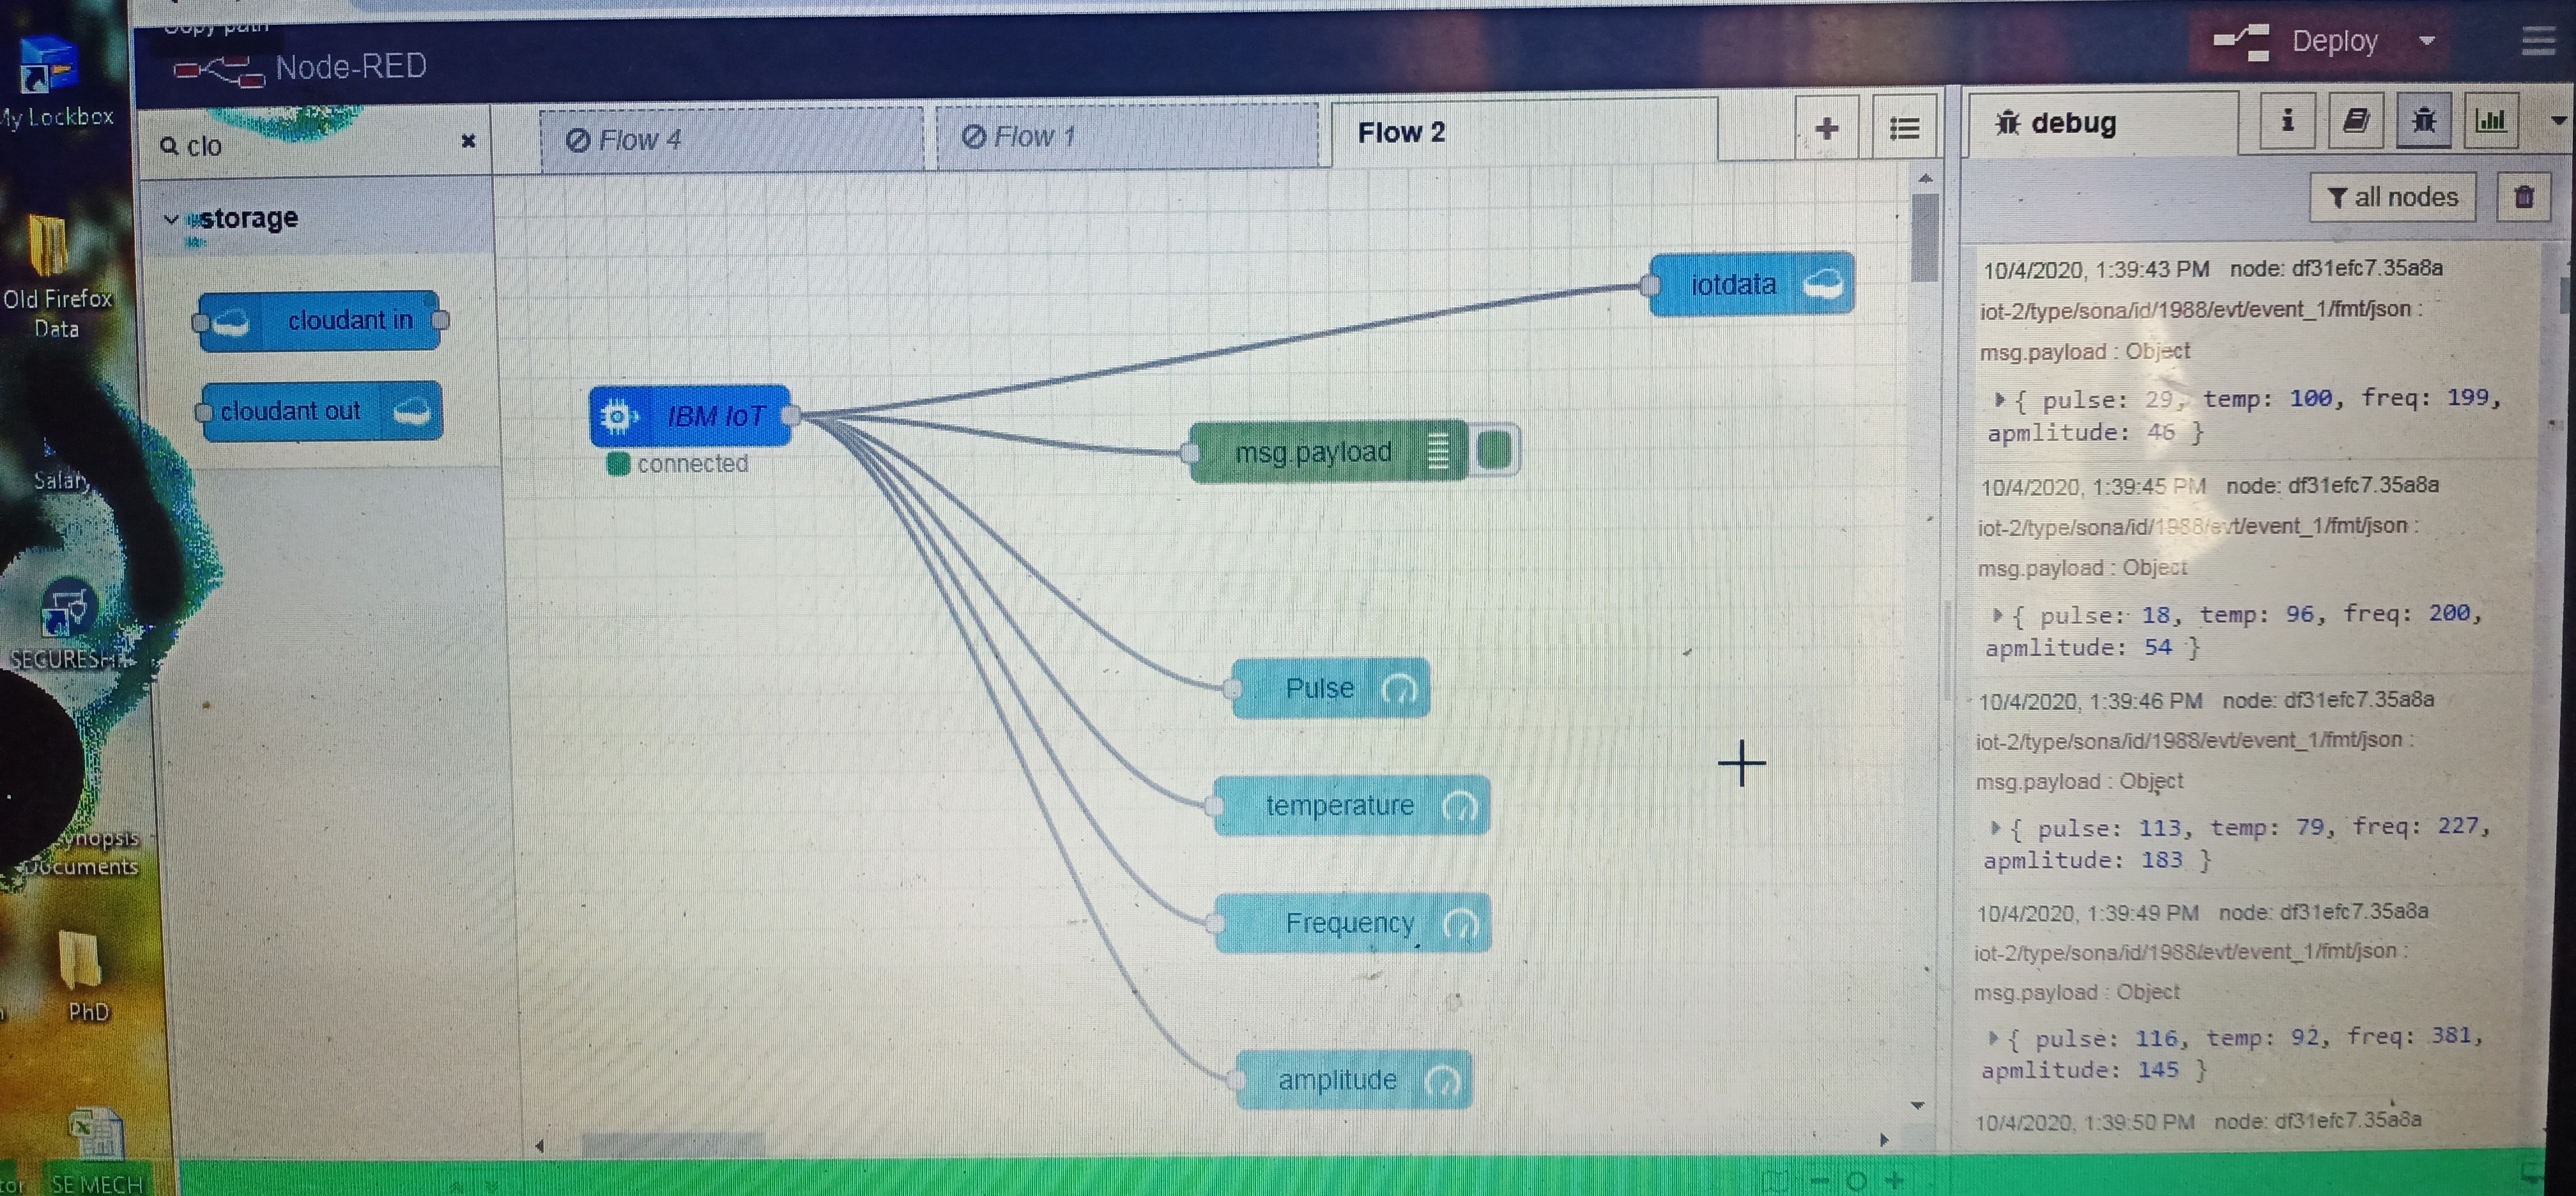 Copy path
Node-RED
Deploy
My Lockbox
clo
Flow 4
Flow 1
Flow 2
debug
storage
all nodes
cloudant in
cloudant out
Old Firefox
Data
Salary
SECURESH
ynopsis
Documents
PhD
SE MECH
iotdata
IBM IoT
connected
msg.payload
Pulse
temperature
Frequency
amplitude
10/4/2020, 1:39:43 PM node: df31efc7.35a8a
iot-2/type/sona/id/1988/evt/event_1/fmt/json :
msg.payload : Object
{ pulse: 29, temp: 100, freq: 199,
apmlitude: 46 }
10/4/2020, 1:39:45 PM node: df31efc7.35a8a
iot-2/type/sona/id/1988/evt/event_1/fmt/json :
msg.payload : Object
{ pulse: 18, temp: 96, freq: 200,
apmlitude: 54 }
10/4/2020, 1:39:46 PM node: df31efc7.35a8a
iot-2/type/sona/id/1988/evt/event_1/fmt/json :
msg.payload : Object
{ pulse: 113, temp: 79, freq: 227,
apmlitude: 183 }
10/4/2020, 1:39:49 PM node: df31efc7.35a8a
iot-2/type/sona/id/1988/evt/event_1/fmt/json :
msg.payload : Object
{ pulse: 116, temp: 92, freq: 381,
apmlitude: 145 }
10/4/2020, 1:39:50 PM node: df31efc7.35a8a